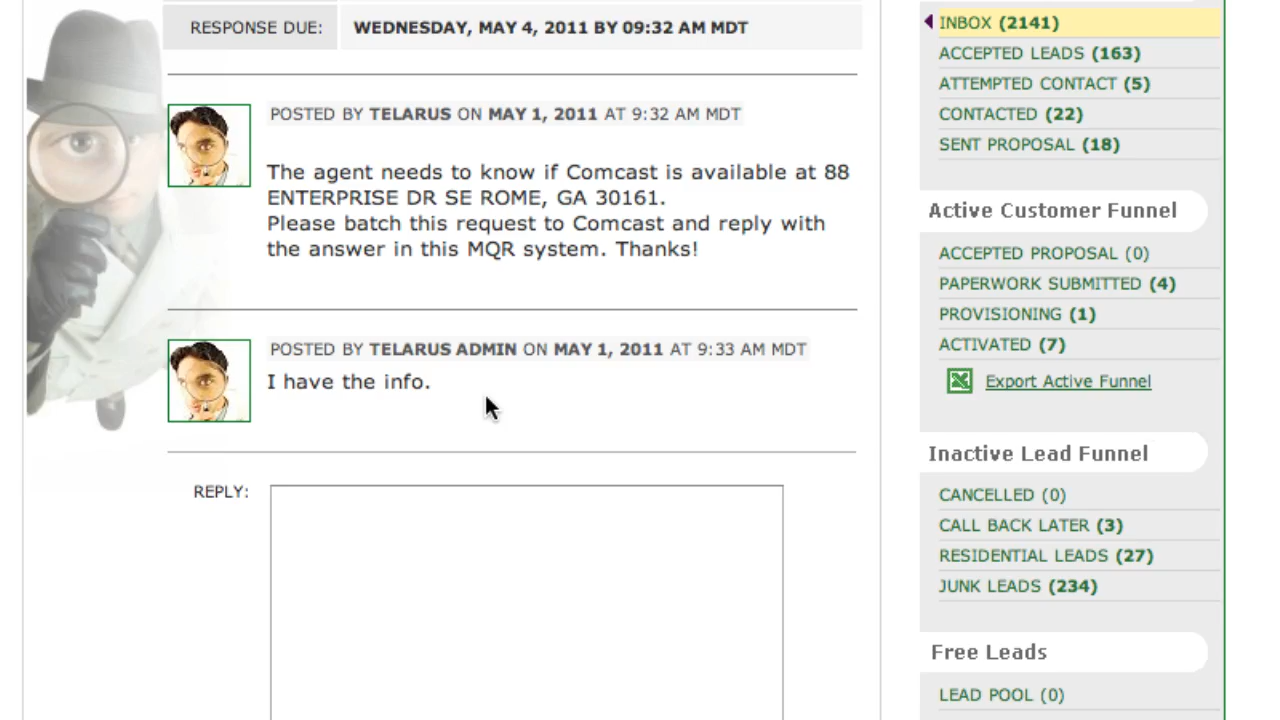 RESPONSE DUE: WEDNESDAY, MAY 4, 2011 BY 09:32 AM MDT
POSTED BY TELARUS ON MAY 1, 2011 AT 9:32 AM MDT
The agent needs to know if Comcast is available at 88
ENTERPRISE DR SE ROME, GA 30161.
Please batch this request to Comcast and reply with
the answer in this MQR system. Thanks!
POSTED BY TELARUS ADMIN ON MAY 1, 2011 AT 9:33 AM MDT
I have the info.
REPLY:
INBOX (2141)
ACCEPTED LEADS (163)
ATTEMPTED CONTACT (5)
CONTACTED (22)
SENT PROPOSAL (18)
Active Customer Funnel
ACCEPTED PROPOSAL (0)
PAPERWORK SUBMITTED (4)
PROVISIONING (1)
ACTIVATED (7)
Export Active Funnel
Inactive Lead Funnel
CANCELLED (0)
CALL BACK LATER (3)
RESIDENTIAL LEADS (27)
JUNK LEADS (234)
Free Leads
LEAD POOL (0)